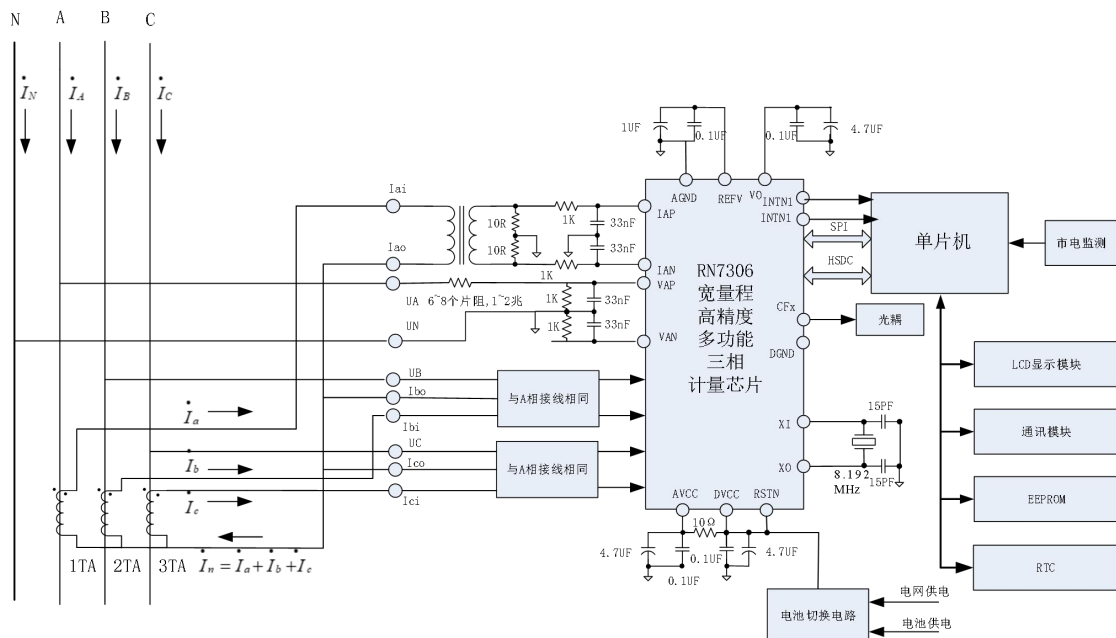 N A B C
İN İA İB İC
1UF 0.1UF 0.1UF 4.7UF
AGND REFV VO
INTN1
INTN1
SPI
HSDC
单片机
市电监测
Iai
Iao
10R
10R
1K
1K
33nF
33nF
IAP
IAN
VAP
VAN
UA 6~8个片阻,1~2兆
UN
1K
1K
33nF
33nF
RN7306
宽量程
高精度
多功能
三相
计量芯片
CFx
光耦
DGND
UB
Ibo
Ibi
与A相接线相同
UC
Ico
Ici
与A相接线相同
İa
İb
İc
İn = İa + İb + İc
1TA 2TA 3TA
XI
XO
15PF
15PF
8.192
MHz
AVCC DVCC RSTN
10Ω
4.7UF 0.1UF 0.1UF 4.7UF
电池切换电路
电网供电
电池供电
LCD显示模块
通讯模块
EEPROM
RTC